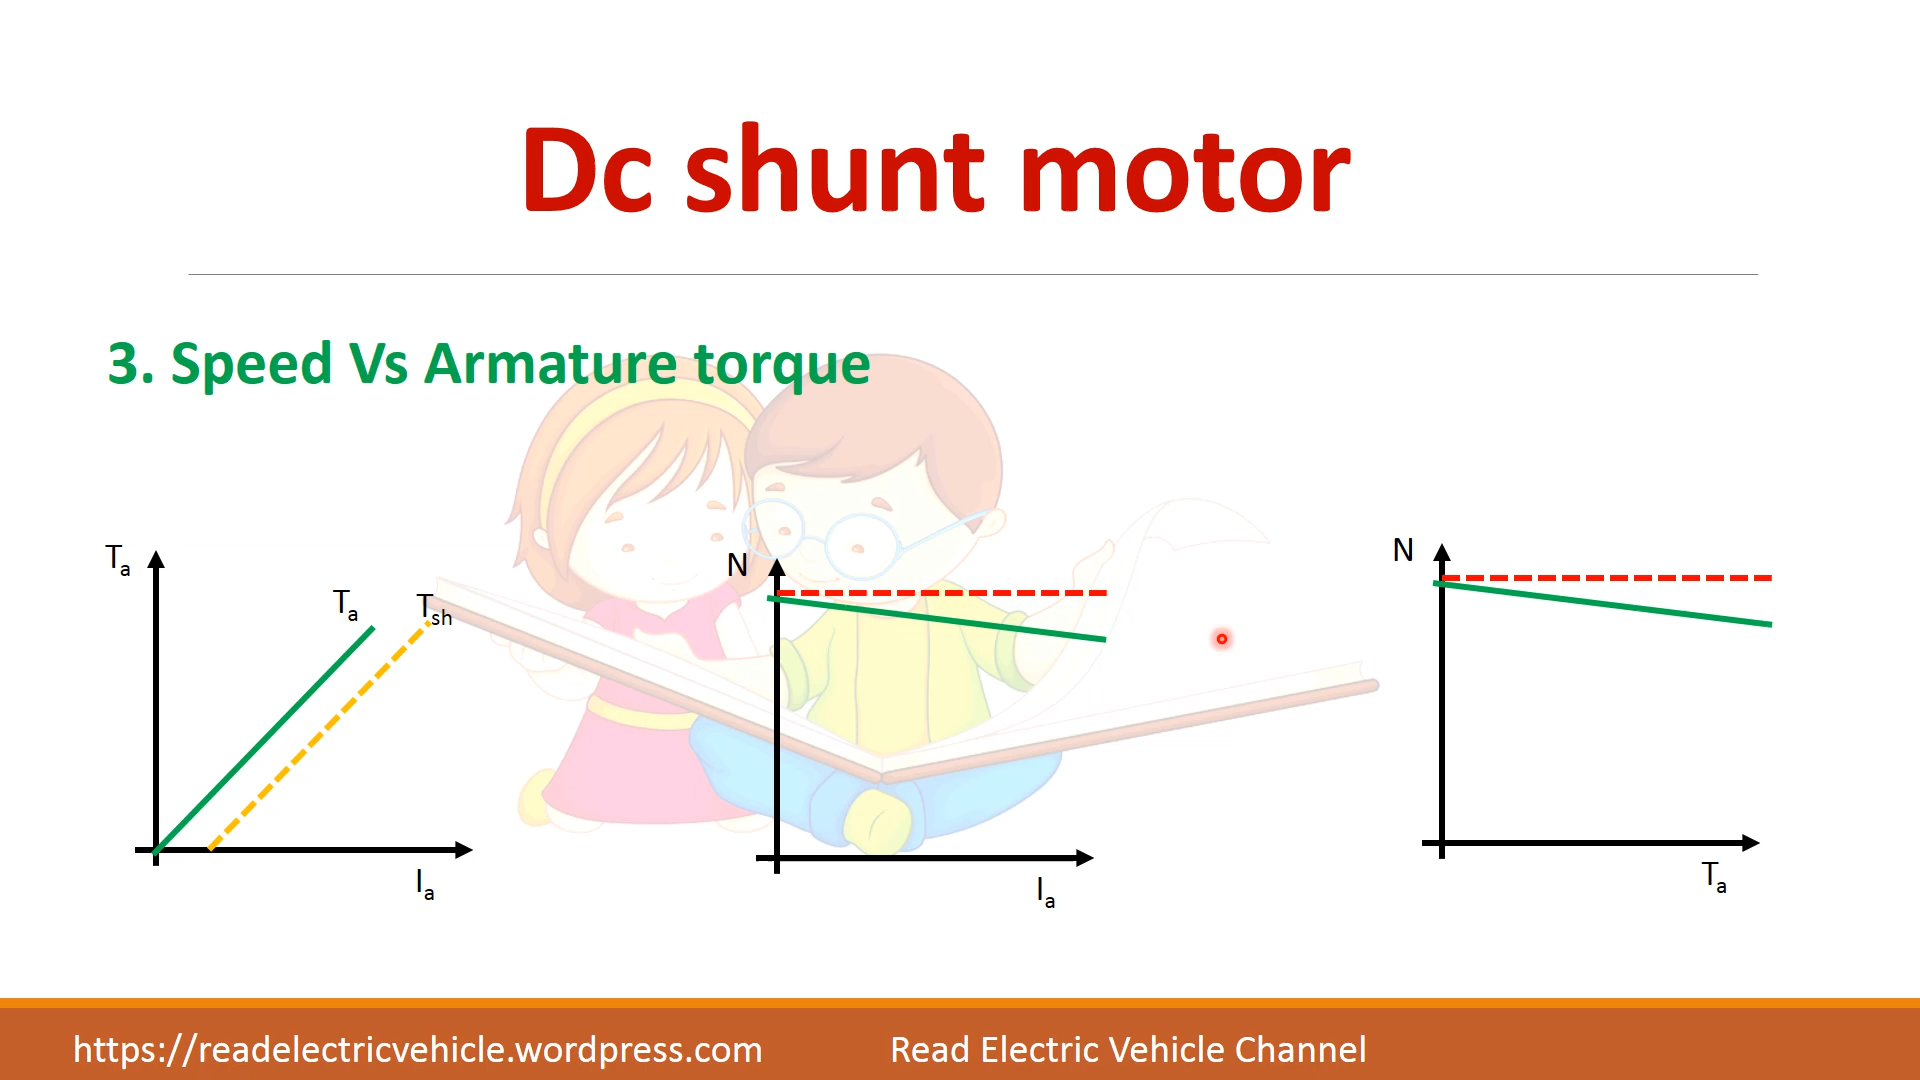 Dc shunt motor
3. Speed Vs Armature torque
Ta
Ta
Tsh
Ia
N
Ia
N
Ta
https://readelectricvehicle.wordpress.com
Read Electric Vehicle Channel